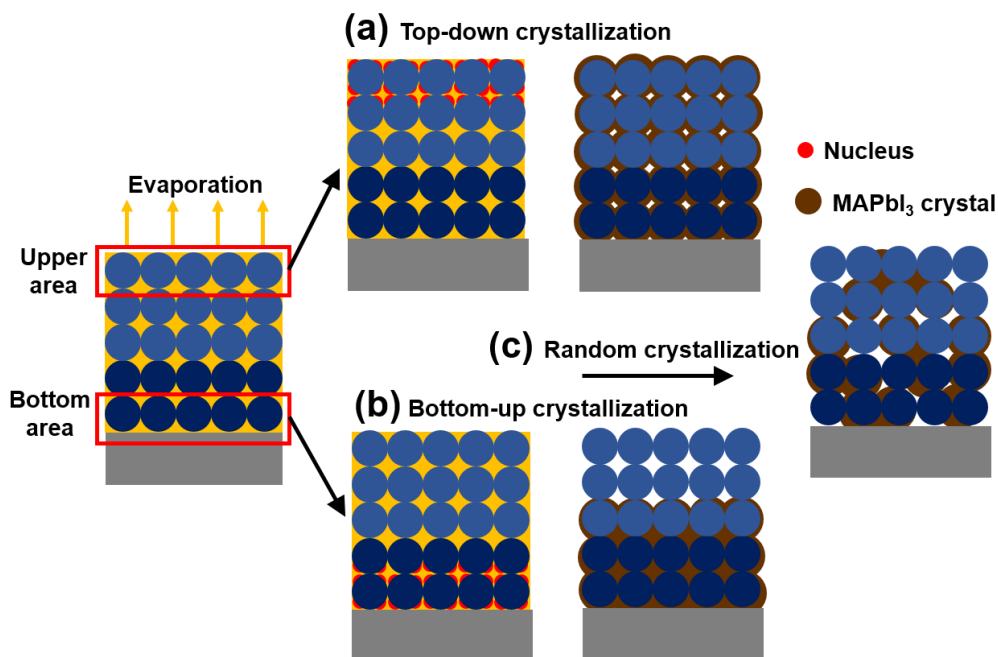 (a) Top-down crystallization
Evaporation
Upper
area
Bottom
area
Nucleus
MAPbI₃ crystal
(c) Random crystallization
(b) Bottom-up crystallization